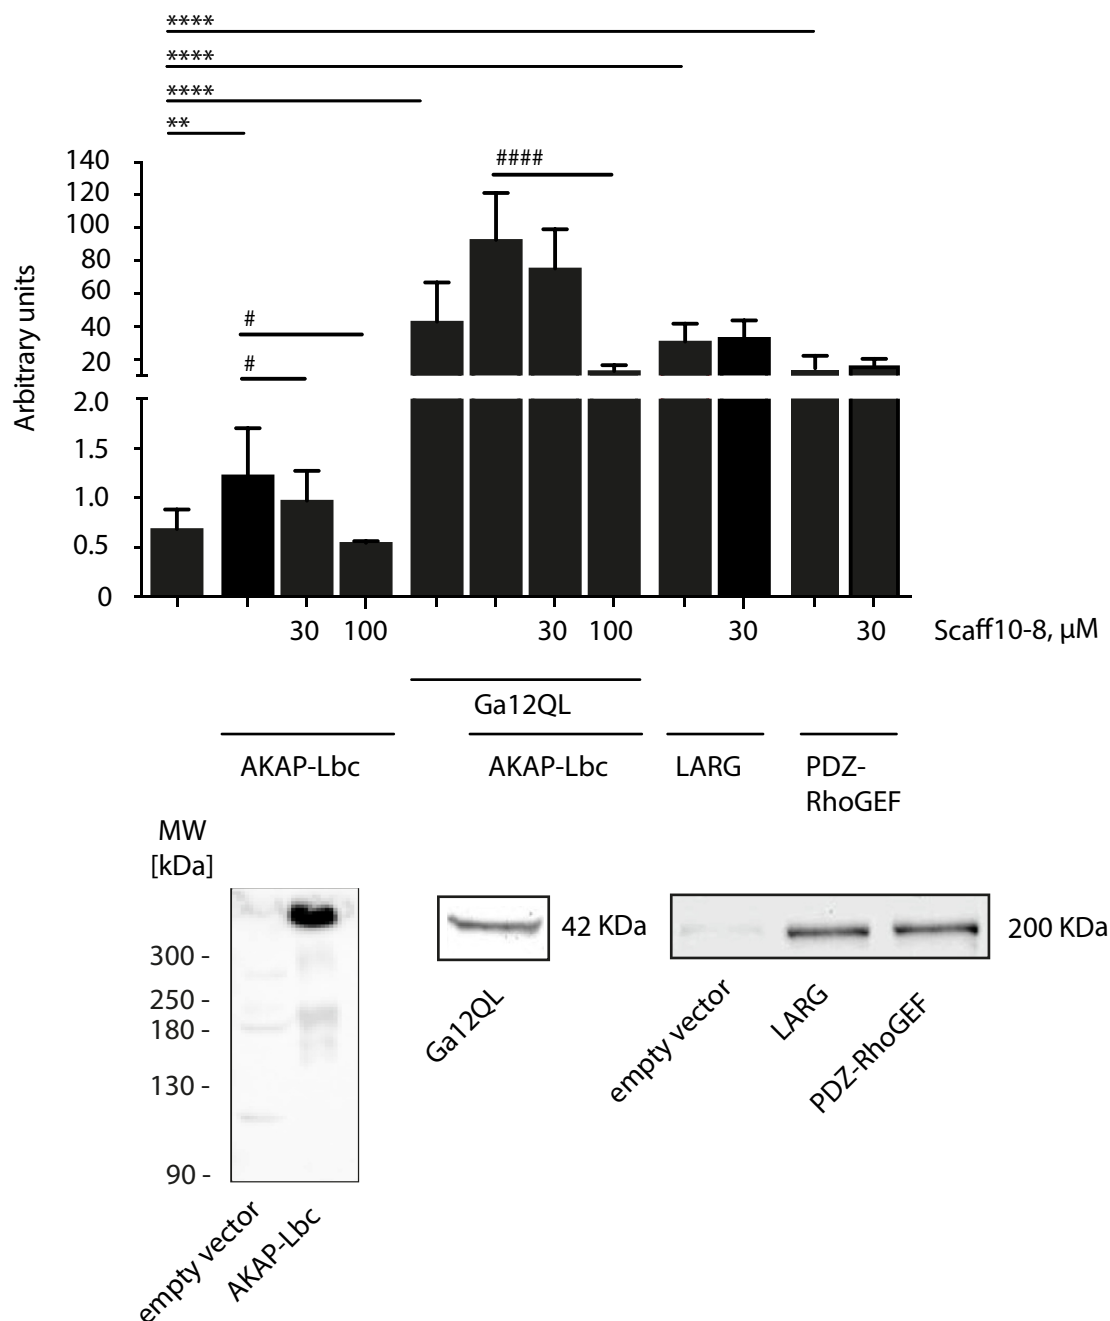 ****
****
****
**
####
#
#
Arbitrary units
140
120
100
80
60
40
20
2.0
1.5
1.0
0.5
0
30 100 30 100 30 30 Scaff10-8, µM
Ga12QL
AKAP-Lbc AKAP-Lbc LARG PDZ-
RhoGEF
MW
[kDa]
300 -
250 -
180 -
130 -
90 -
empty vector
AKAP-Lbc
42 KDa
Ga12QL
200 KDa
empty vector
LARG
PDZ-RhoGEF